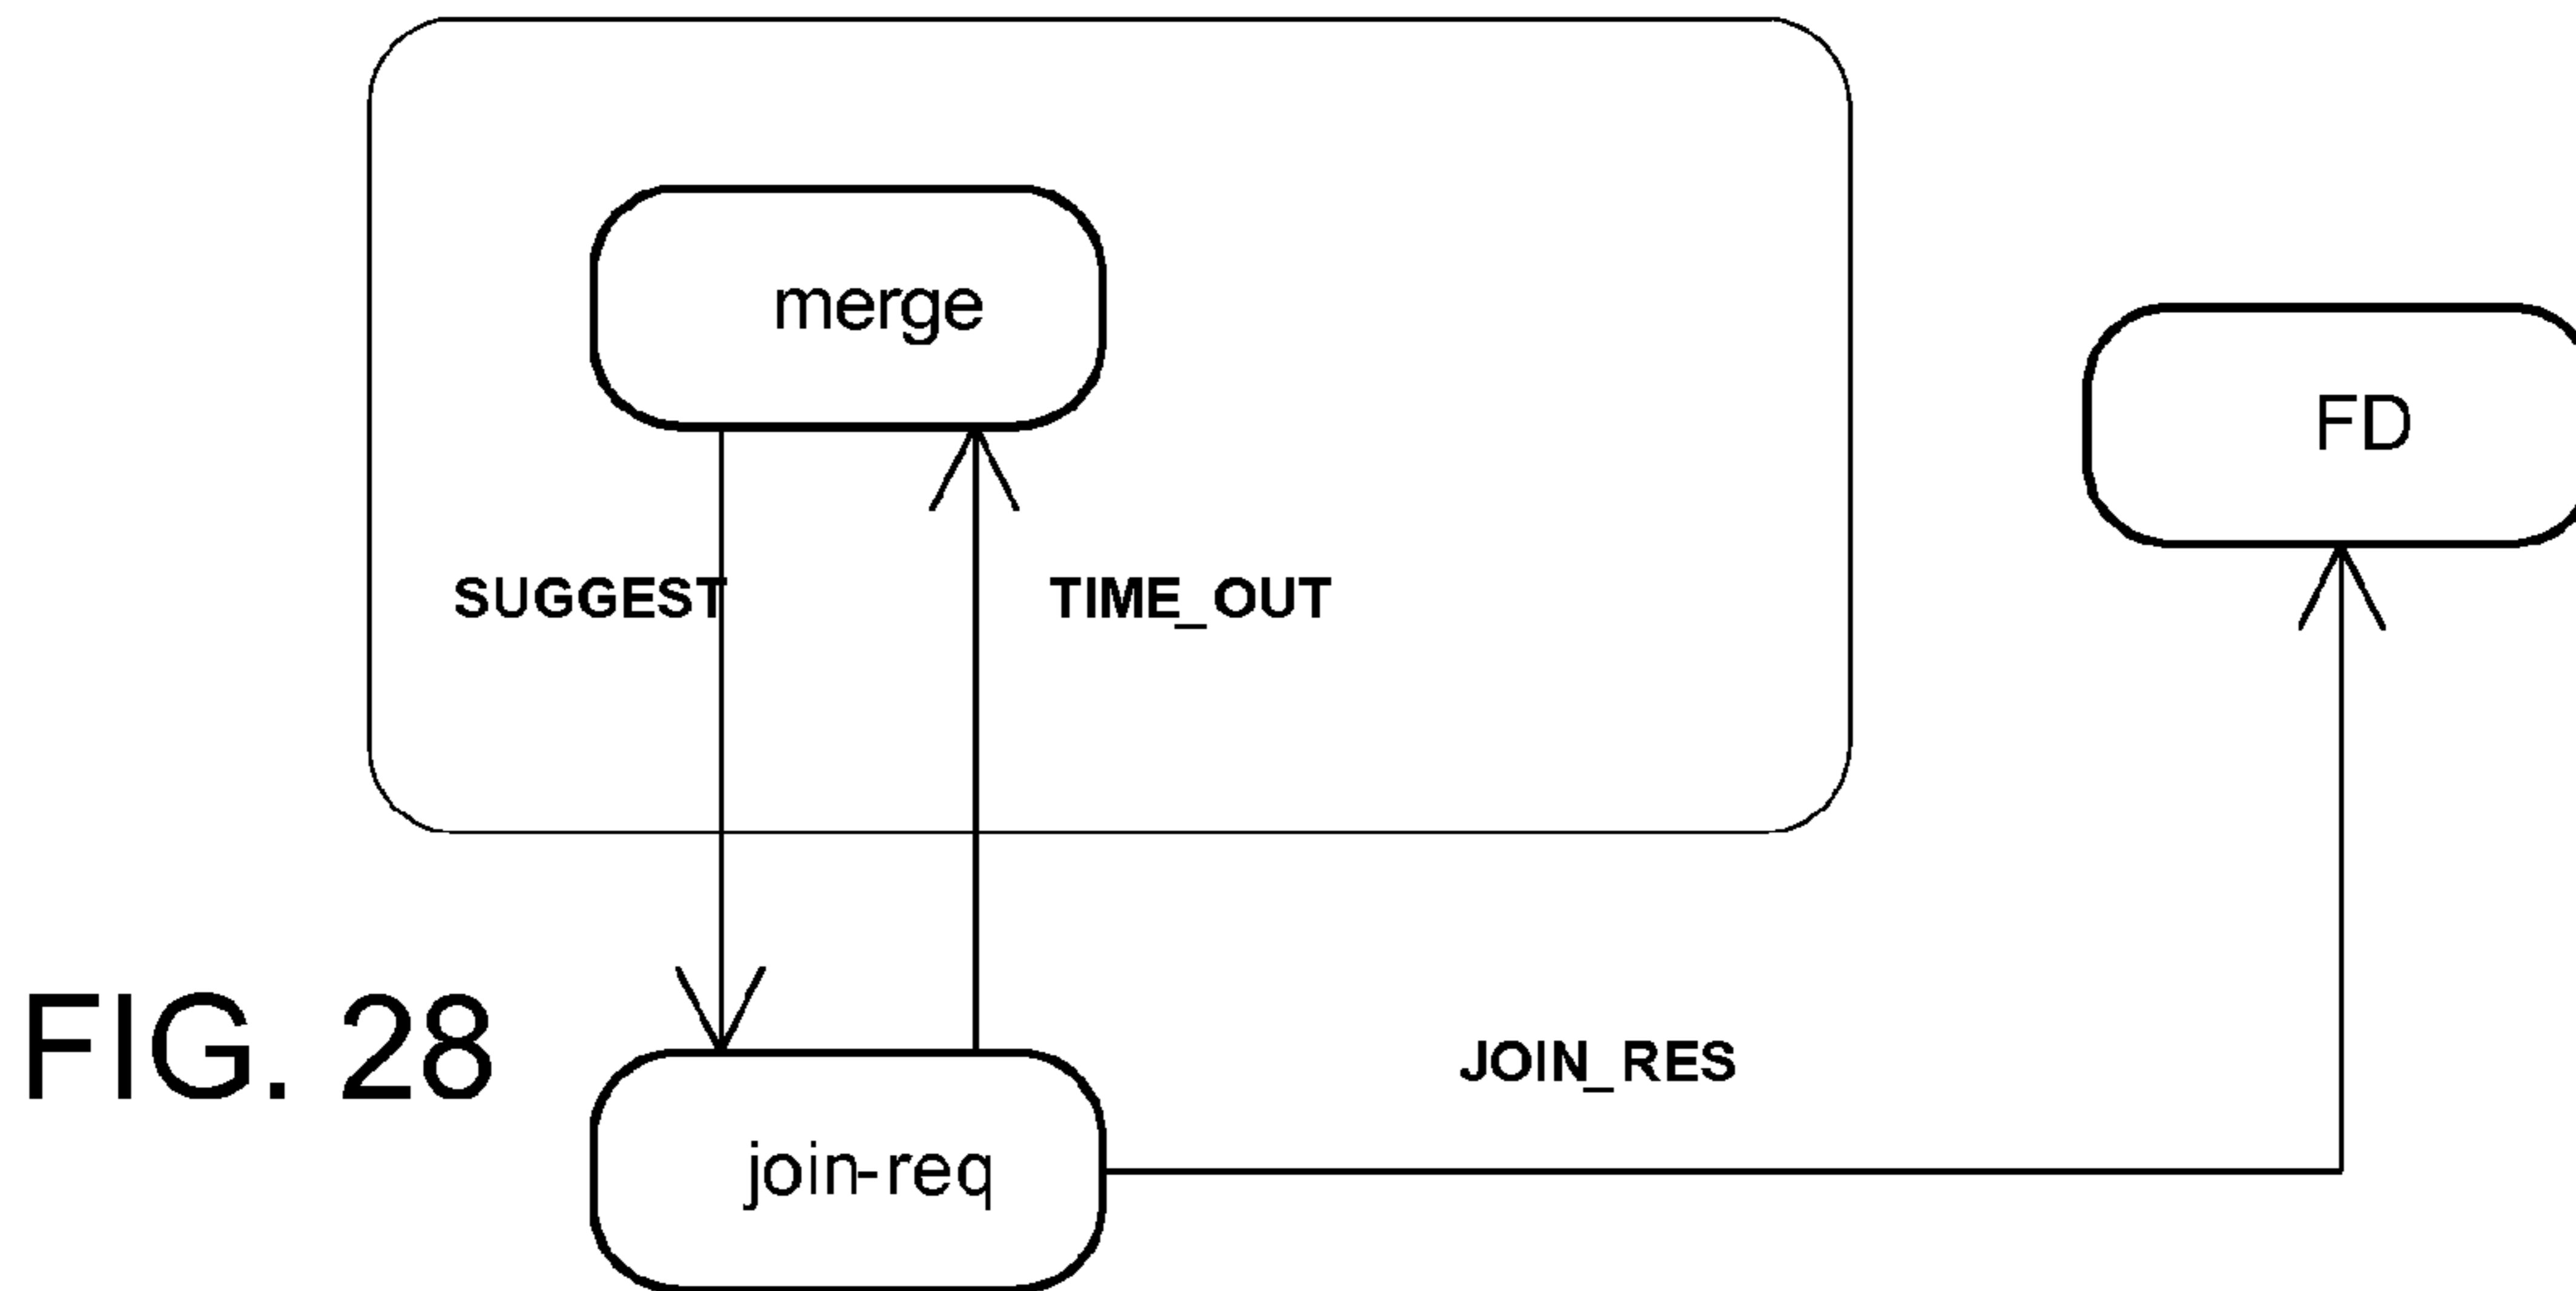 merge
FD
SUGGEST
TIME_OUT
FIG. 28
JOIN_RES
join-req